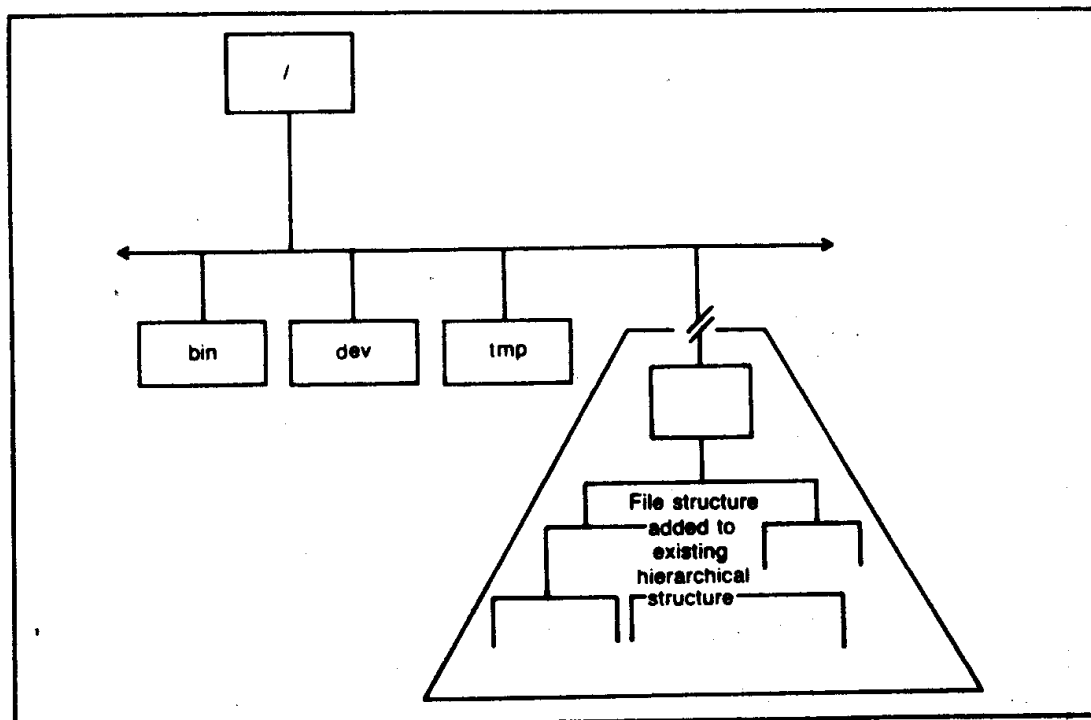 /
bin
dev
tmp
File structure
added to
existing
hierarchical
structure